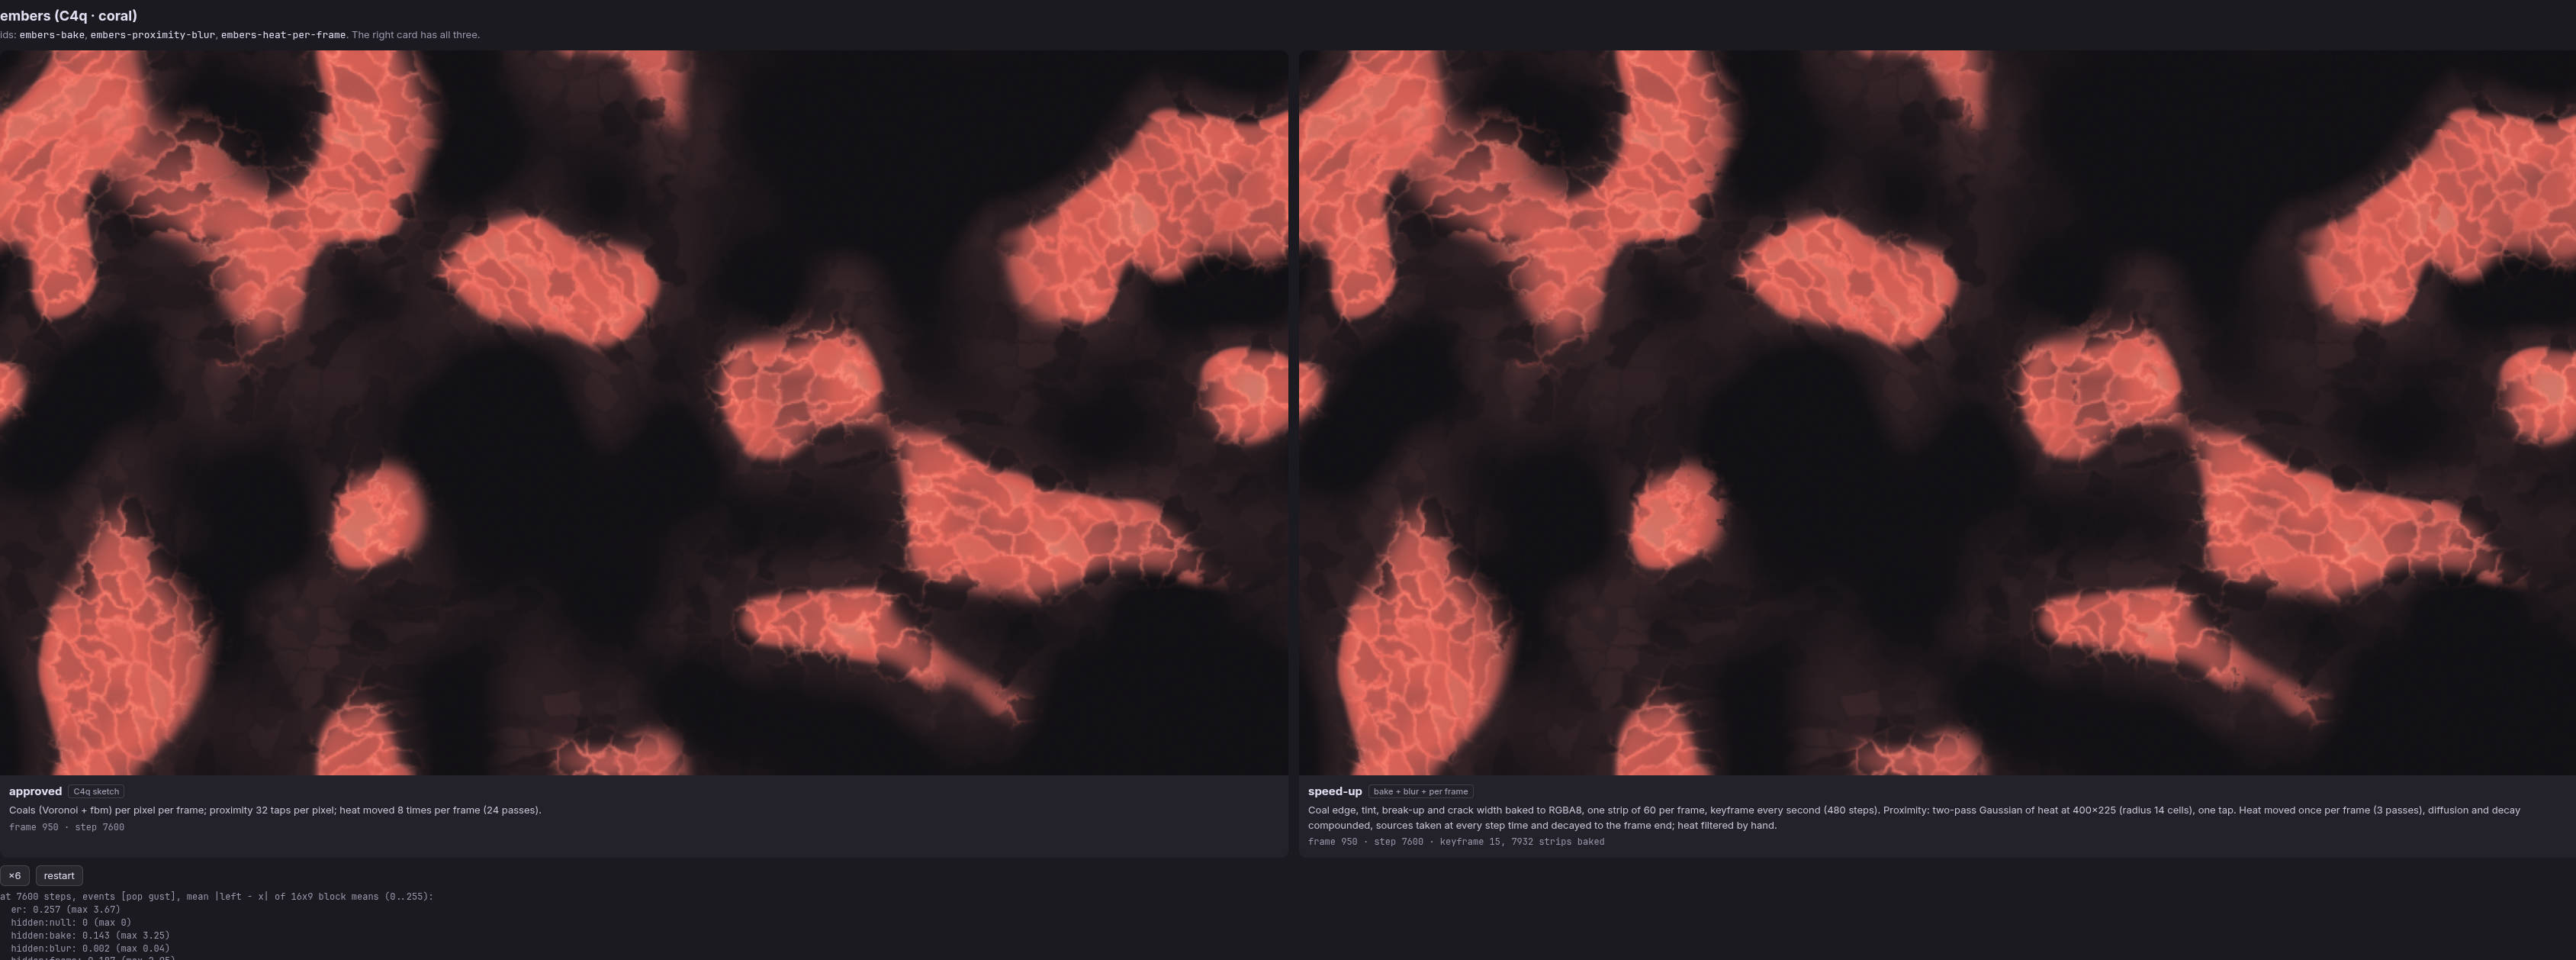 embers (C4q · coral)
ids: embers-bake, embers-proximity-blur, embers-heat-per-frame. The right card has all three.
approved C4q sketch
Coals (Voronoi + fbm) per pixel per frame; proximity 32 taps per pixel; heat moved 8 times per frame (24 passes).
frame 950 · step 7600
speed-up bake + blur + per frame
Coal edge, tint, break-up and crack width baked to RGBA8, one strip of 60 per frame, keyframe every second (480 steps). Proximity: two-pass Gaussian of heat at 400×225 (radius 14 cells), one tap. Heat moved once per frame (3 passes), diffusion and decay
compounded, sources taken at every step time and decayed to the frame end; heat filtered by hand.
frame 950 · step 7600 · keyframe 15, 7932 strips baked
×6 restart
at 7600 steps, events [pop gust], mean |left - x| of 16x9 block means (0..255):
er: 0.257 (max 3.67)
hidden:null: 0 (max 0)
hidden:bake: 0.143 (max 3.25)
hidden:blur: 0.002 (max 0.04)